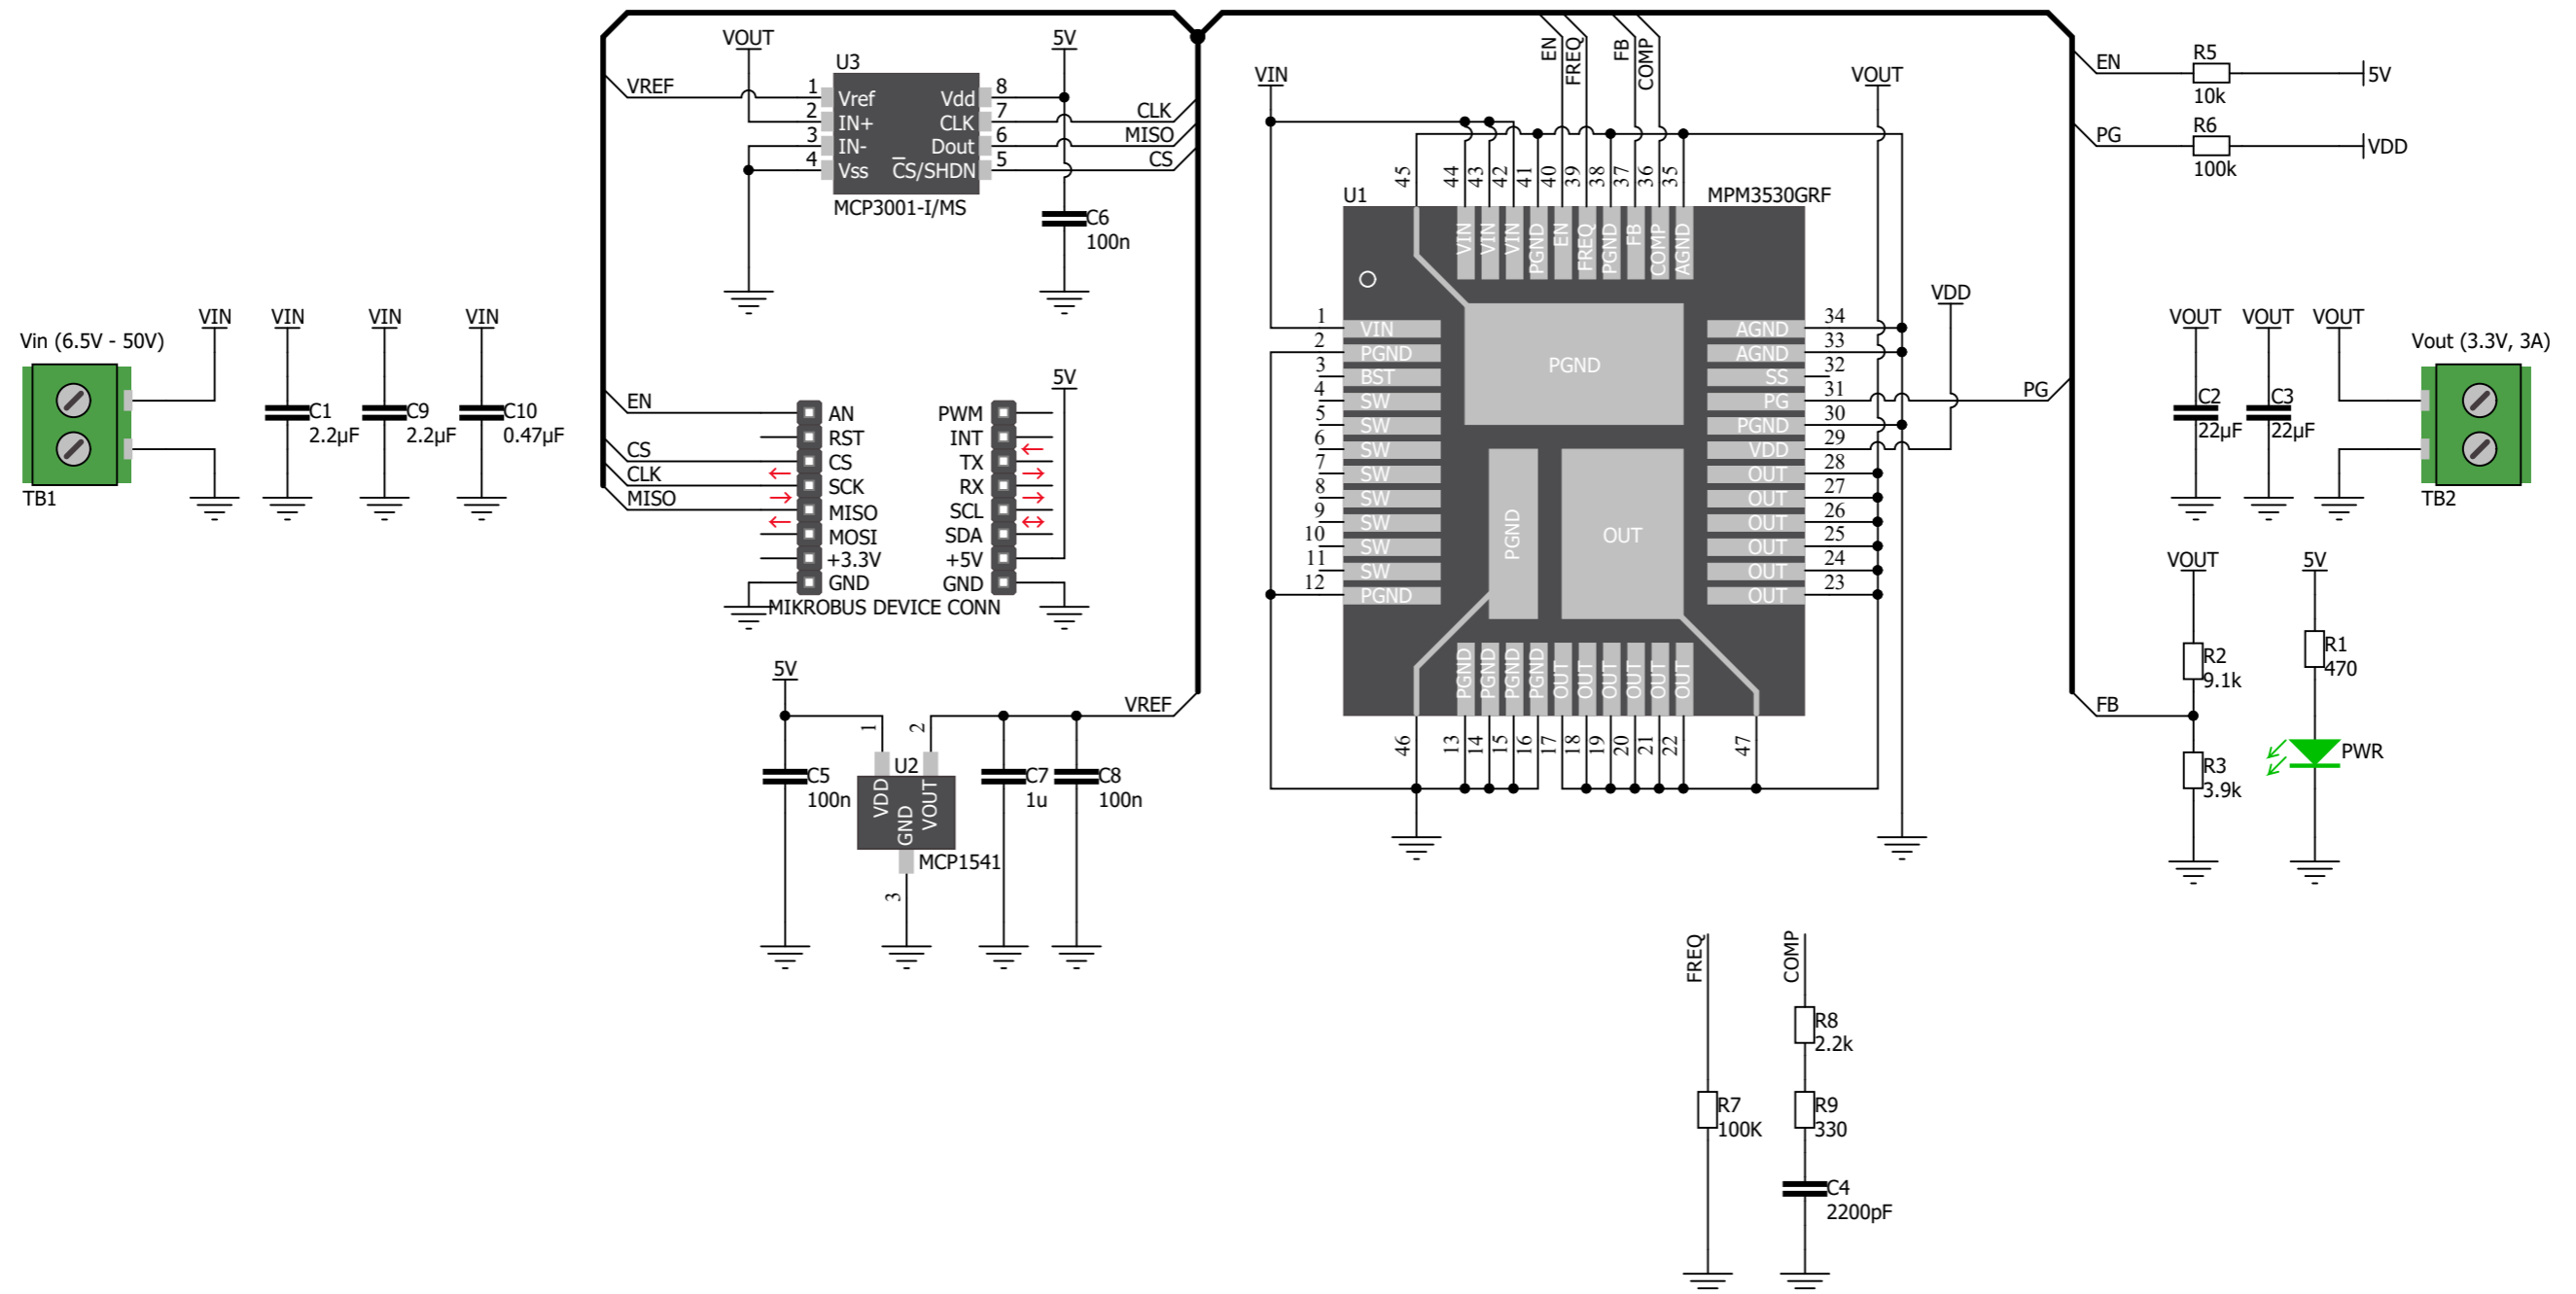 VOUT
5V
U3
VREF
1 Vref
2 IN+
3 IN-
4 Vss
Vdd 8
CLK 7
Dout 6
CS/SHDN 5
CLK
MISO
CS
MCP3001-I/MS
C6
100n
Vin (6.5V - 50V)
TB1
VIN
VIN
C1
2.2µF
VIN
C9
2.2µF
VIN
C10
0.47µF
EN
CS
CLK
MISO
AN
RST
CS
SCK
MISO
MOSI
+3.3V
GND
PWM
INT
TX
RX
SCL
SDA
+5V
GND
5V
MIKROBUS DEVICE CONN
5V
C5
100n
1
2
3
U2
VDD
GND
VOUT
MCP1541
VREF
C7
1u
C8
100n
VIN
EN
FREQ
FB
COMP
VOUT
U1
MPM3530GRF
45
44 VIN
43 VIN
42 VIN
41 PGND
40 EN
39 FREQ
38 PGND
37 FB
36 COMP
35 AGND
1 VIN
2 PGND
3 BST
4 SW
5 SW
6 SW
7 SW
8 SW
9 SW
10 SW
11 SW
12 PGND
PGND
PGND
OUT
AGND 34
AGND 33
SS 32
PG 31
PGND 30
VDD 29
OUT 28
OUT 27
OUT 26
OUT 25
OUT 24
OUT 23
VDD
PG
46
13 PGND
14 PGND
15 PGND
16 PGND
17 OUT
18 OUT
19 OUT
20 OUT
21 OUT
22 OUT
47
EN
R5
10k
5V
PG
R6
100k
VDD
VOUT
C2
22µF
VOUT
C3
22µF
VOUT
Vout (3.3V, 3A)
TB2
VOUT
R2
9.1k
FB
R3
3.9k
5V
R1
470
PWR
FREQ
R7
100K
COMP
R8
2.2k
R9
330
C4
2200pF